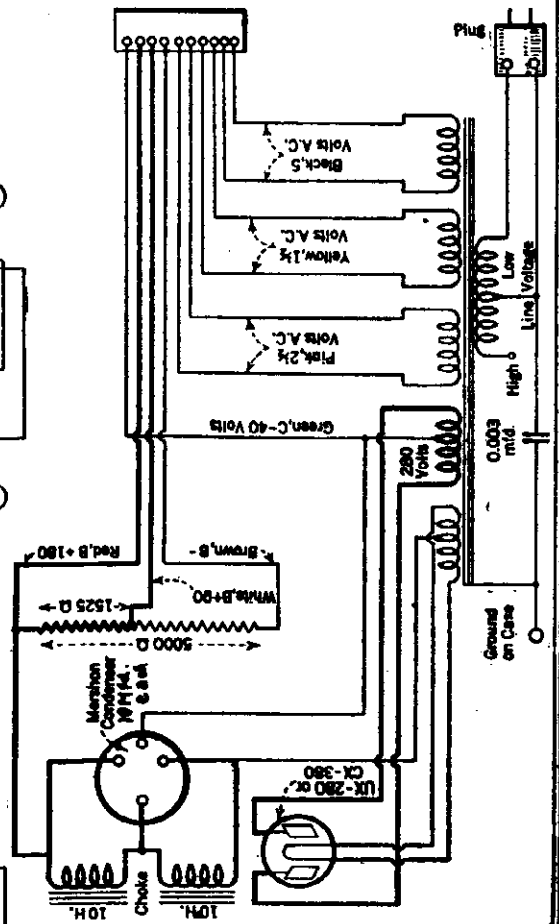 Plug
Black, 5
Volts A.C.
Yellow, 1½
Volts A.C.
Pink, 2½
Volts A.C.
Low
Line Voltage
High
Green, C-40 Volts
280
Volts
0.003
mfd.
Ground
on Case
Red, B+180
Brown, B-
White, B+90
1525 Ω
5000 Ω
Mershon
Condenser
UX-280 or
CX-380
10 H.
Choke
10 H.